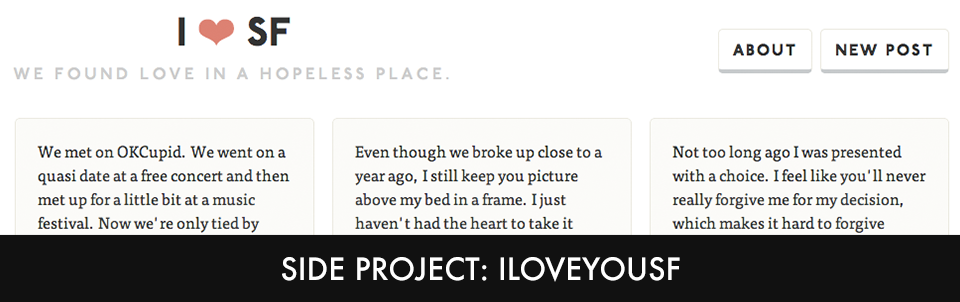 I ❤ SF
WE FOUND LOVE IN A HOPELESS PLACE.
ABOUT
NEW POST
We met on OKCupid. We went on a
quasi date at a free concert and then
met up for a little bit at a music
festival. Now we're only tied by
Even though we broke up close to a
year ago, I still keep you picture
above my bed in a frame. I just
haven't had the heart to take it
Not too long ago I was presented
with a choice. I feel like you'll never
really forgive me for my decision,
which makes it hard to forgive
SIDE PROJECT: ILOVEYOUSF